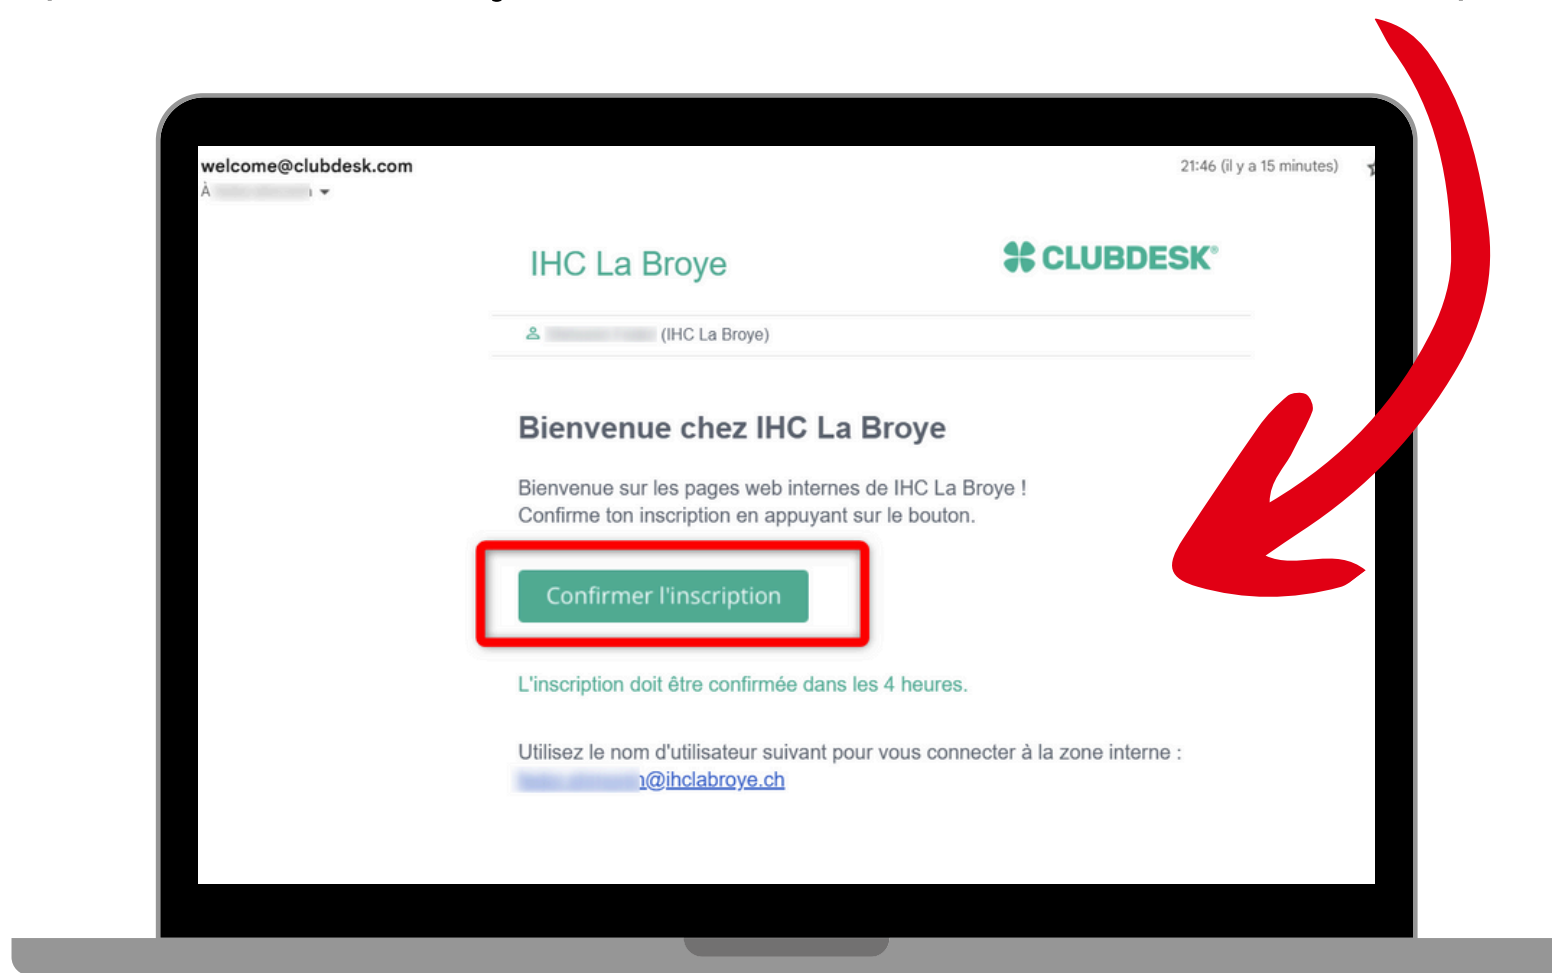 welcome@clubdesk.com
21:46 (il y a 15 minutes)
À
IHC La Broye
CLUBDESK®
(IHC La Broye)
Bienvenue chez IHC La Broye
Bienvenue sur les pages web internes de IHC La Broye !
Confirme ton inscription en appuyant sur le bouton.
Confirmer l'inscription
L'inscription doit être confirmée dans les 4 heures.
Utilisez le nom d'utilisateur suivant pour vous connecter à la zone interne :
@ihclabroye.ch